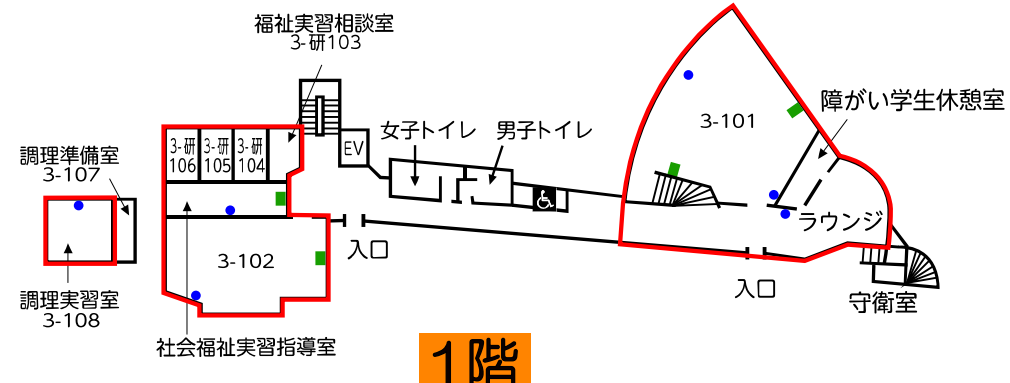 福祉実習相談室
3-研103
障がい学生休憩室
女子トイレ
男子トイレ
3-101
EV
3-研
106
3-研
105
3-研
104
調理準備室
3-107
ラウンジ
入口
3-102
入口
調理実習室
3-108
守衛室
社会福祉実習指導室
1階